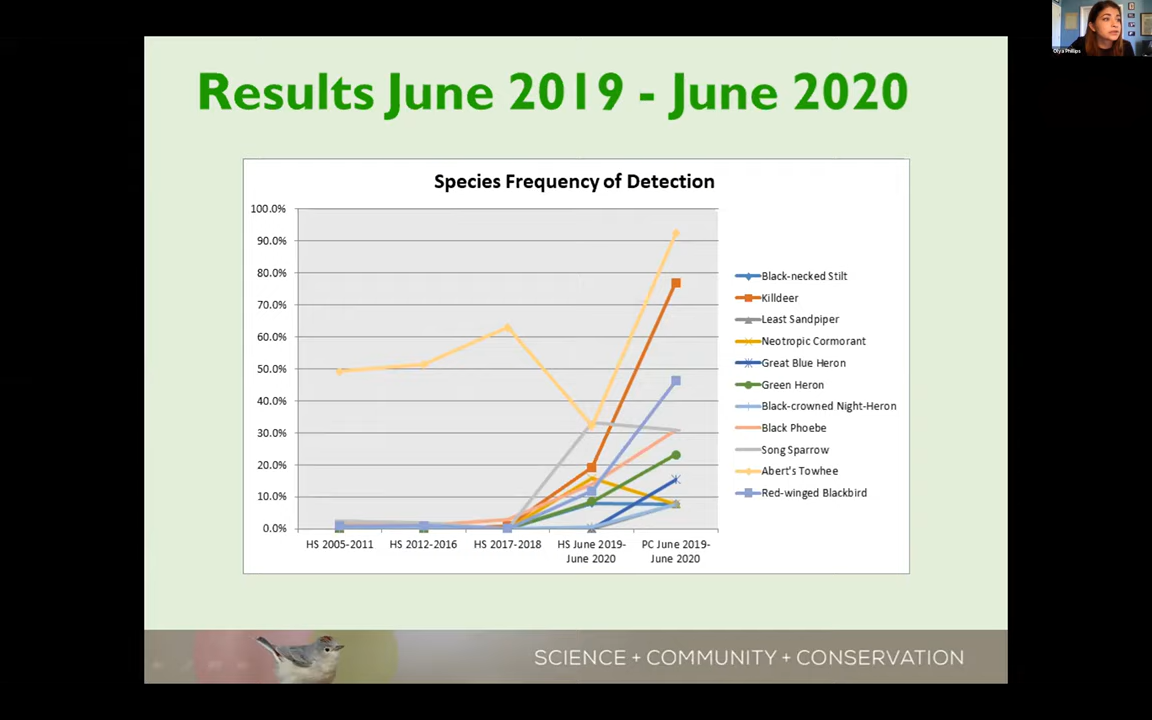 Olya Phillips
Results June 2019 - June 2020
Species Frequency of Detection
100.0%
90.0%
80.0%
70.0%
60.0%
50.0%
40.0%
30.0%
20.0%
10.0%
0.0%
HS 2005-2011
HS 2012-2016
HS 2017-2018
HS June 2019-
June 2020
PC June 2019-
June 2020
Black-necked Stilt
Killdeer
Least Sandpiper
Neotropic Cormorant
Great Blue Heron
Green Heron
Black-crowned Night-Heron
Black Phoebe
Song Sparrow
Abert's Towhee
Red-winged Blackbird
SCIENCE + COMMUNITY + CONSERVATION